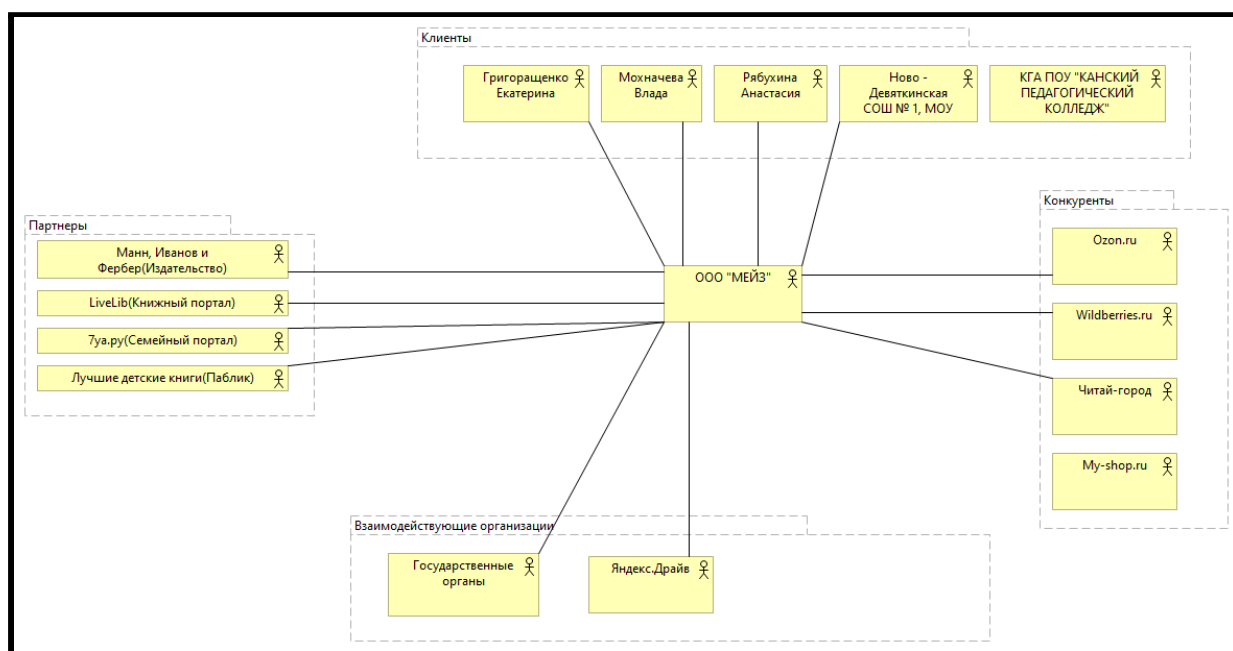 Клиенты
Григоращенко
Екатерина
Мохначева
Влада
Рябухина
Анастасия
Ново -
Девяткинская
СОШ № 1, МОУ
КГА ПОУ "КАНСКИЙ
ПЕДАГОГИЧЕСКИЙ
КОЛЛЕДЖ"
Партнеры
Манн, Иванов и
Фербер(Издательство)
LiveLib(Книжный портал)
7ya.ру(Семейный портал)
Лучшие детские книги(Паблик)
ООО "МЕЙЗ"
Конкуренты
Ozon.ru
Wildberries.ru
Читай-город
My-shop.ru
Взаимодействующие организации
Государственные
органы
Яндекс.Драйв